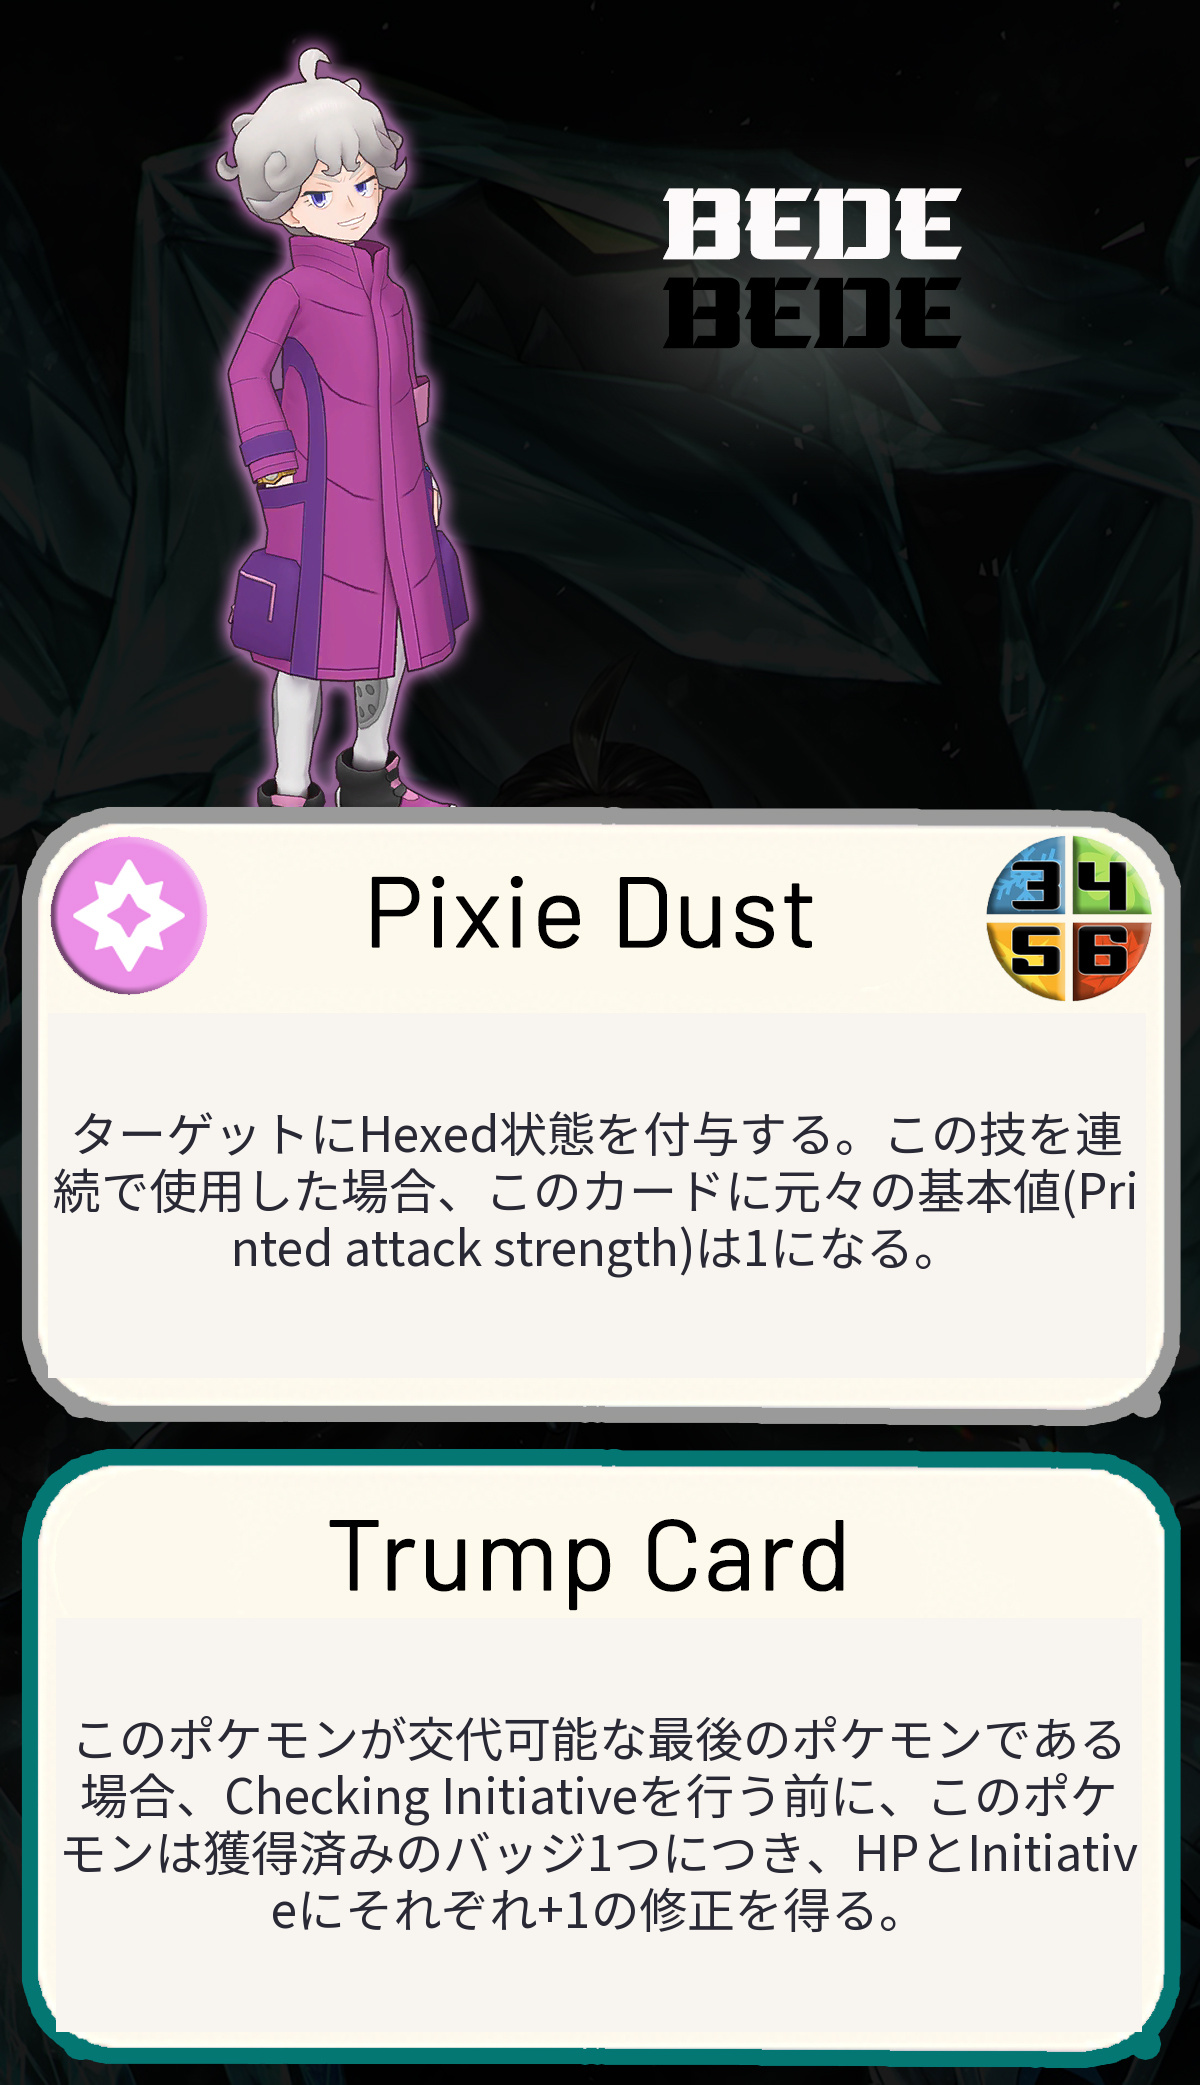 BEDE
BEDE
Pixie Dust
3 4
5 6
ターゲットにHexed状態を付与する。この技を連
続で使用した場合、このカードに元々の基本値(Pri
nted attack strength)は1になる。
Trump Card
このポケモンが交代可能な最後のポケモンである
場合、Checking Initiativeを行う前に、このポケ
モンは獲得済みのバッジ1つにつき、HPとInitiativ
eにそれぞれ+1の修正を得る。